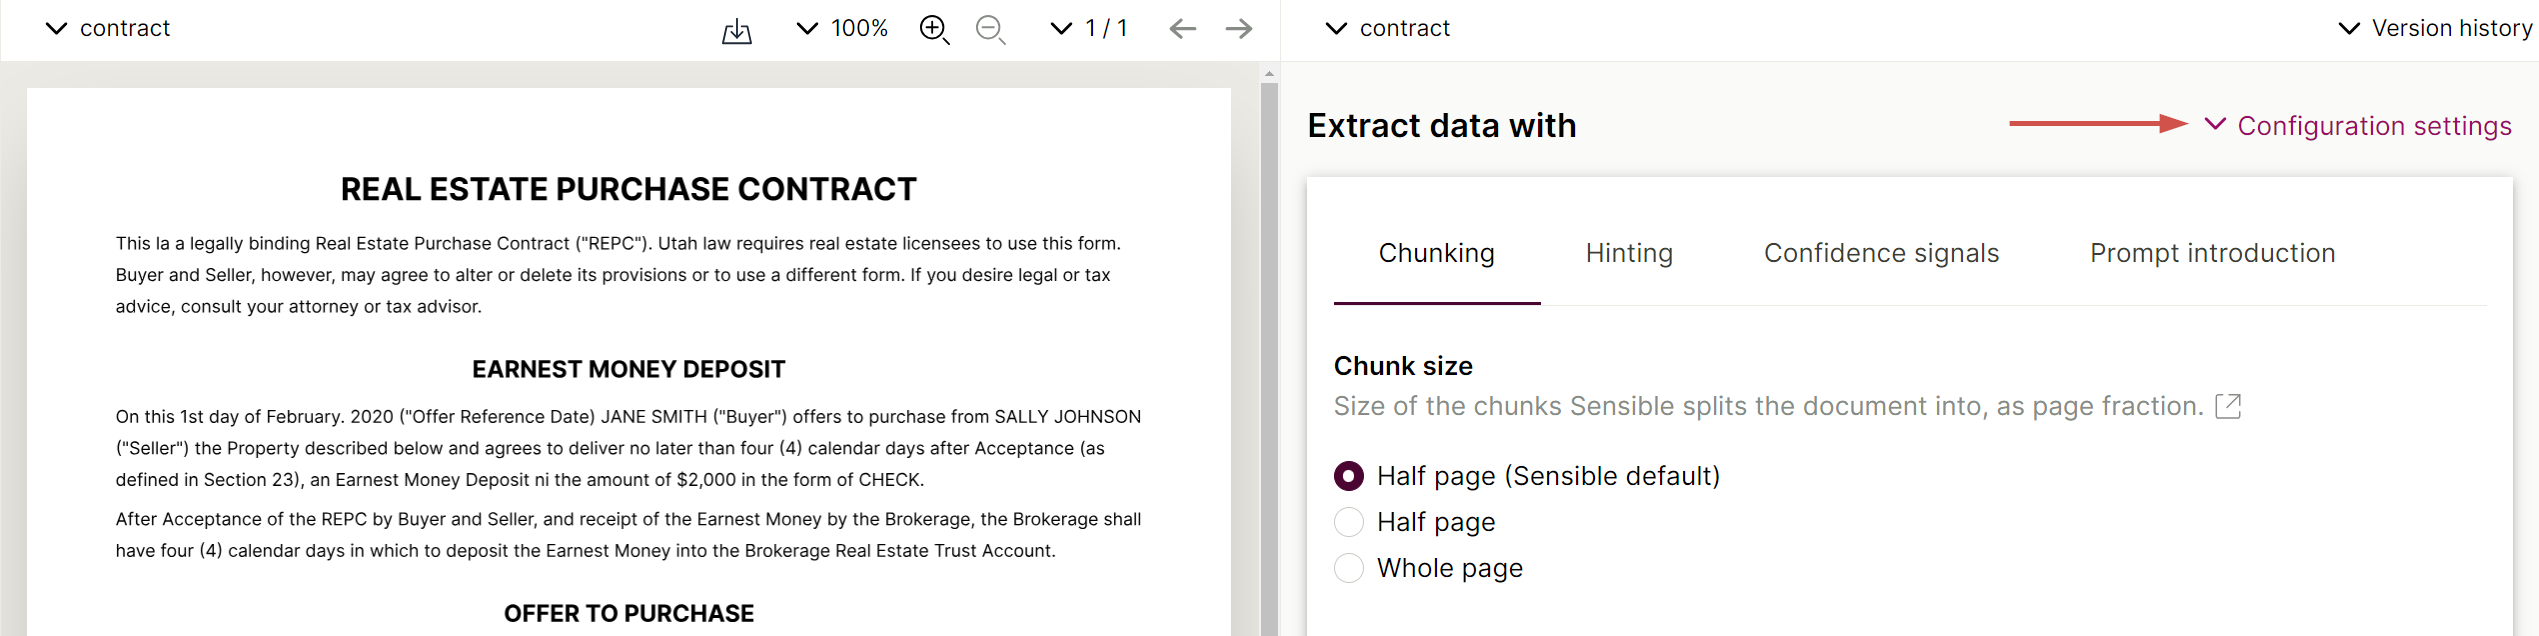 contract
100%
1 / 1
contract
Version history
REAL ESTATE PURCHASE CONTRACT
This la a legally binding Real Estate Purchase Contract ("REPC"). Utah law requires real estate licensees to use this form.
Buyer and Seller, however, may agree to alter or delete its provisions or to use a different form. If you desire legal or tax
advice, consult your attorney or tax advisor.
EARNEST MONEY DEPOSIT
On this 1st day of February. 2020 ("Offer Reference Date) JANE SMITH ("Buyer") offers to purchase from SALLY JOHNSON
("Seller") the Property described below and agrees to deliver no later than four (4) calendar days after Acceptance (as
defined in Section 23), an Earnest Money Deposit ni the amount of $2,000 in the form of CHECK.
After Acceptance of the REPC by Buyer and Seller, and receipt of the Earnest Money by the Brokerage, the Brokerage shall
have four (4) calendar days in which to deposit the Earnest Money into the Brokerage Real Estate Trust Account.
OFFER TO PURCHASE
Extract data with
Configuration settings
Chunking
Hinting
Confidence signals
Prompt introduction
Chunk size
Size of the chunks Sensible splits the document into, as page fraction.
Half page (Sensible default)
Half page
Whole page